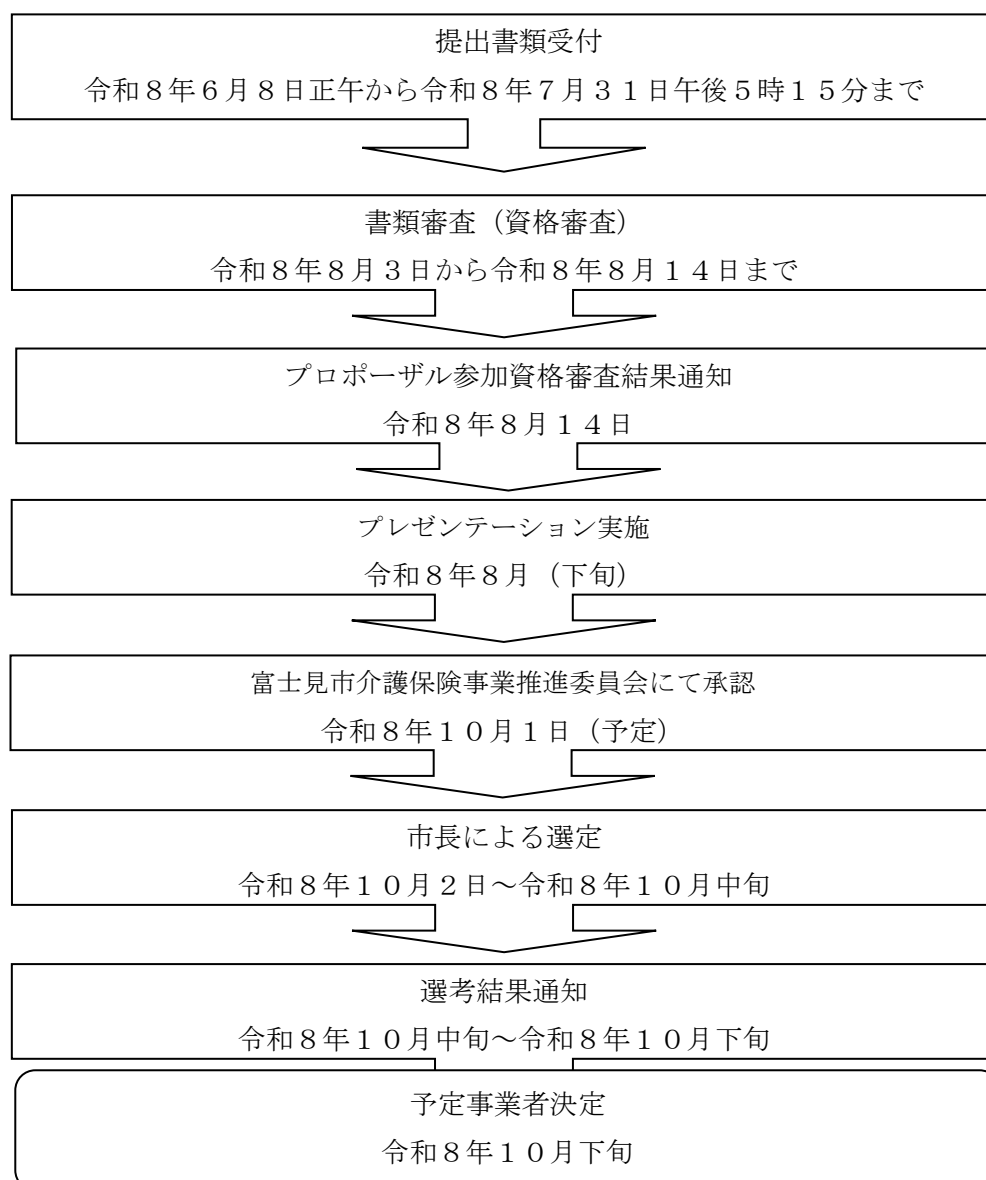 提出書類受付
令和８年６月８日正午から令和８年７月３１日午後５時１５分まで
書類審査（資格審査）
令和８年８月３日から令和８年８月１４日まで
プロポーザル参加資格審査結果通知
令和８年８月１４日
プレゼンテーション実施
令和８年８月（下旬）
富士見市介護保険事業推進委員会にて承認
令和８年１０月１日（予定）
市長による選定
令和８年１０月２日～令和８年１０月中旬
選考結果通知
令和８年１０月中旬～令和８年１０月下旬
予定事業者決定
令和８年１０月下旬